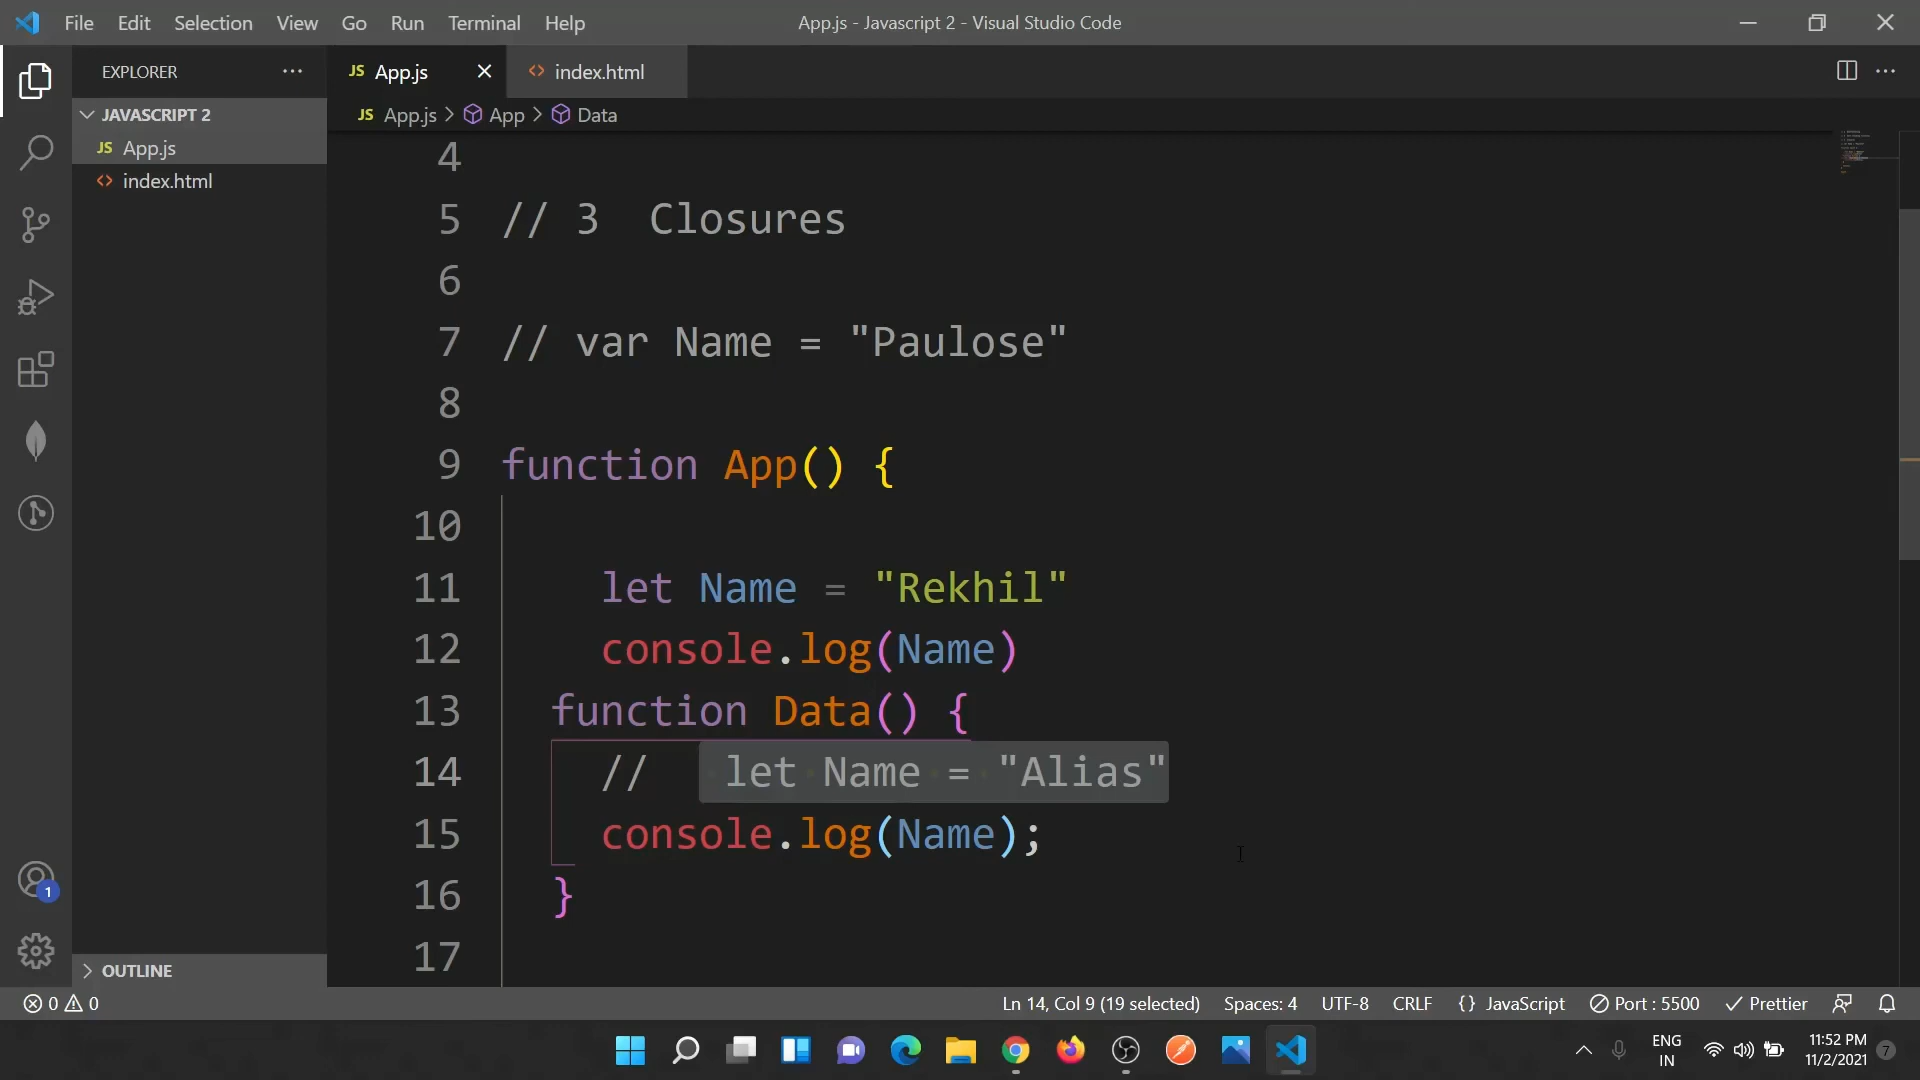 File Edit Selection View Go Run Terminal Help
App.js - Javascript 2 - Visual Studio Code
EXPLORER
JAVASCRIPT 2
JS App.js
index.html
OUTLINE
JS App.js
index.html
JS App.js > App > Data
4
5 // 3  Closures
6
7 // var Name = "Paulose"
8
9 function App() {
10
11 let Name = "Rekhil"
12 console.log(Name)
13 function Data() {
14 // let Name = "Alias"
15 console.log(Name);
16 }
17
1
0 0
Ln 14, Col 9 (19 selected) Spaces: 4 UTF-8 CRLF {} JavaScript Port : 5500 Prettier
ENG
IN
11:52 PM
11/2/2021
7